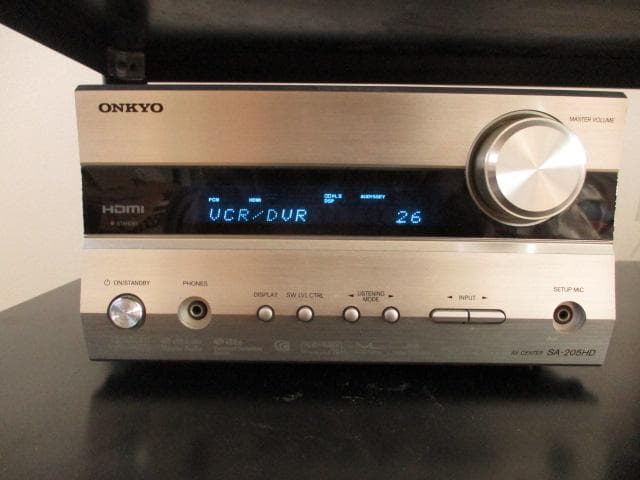 ONKYO
MASTER VOLUME
PCM HDMI DSP AUDYSSEY
HDMI VCR/DVR 26
STANDBY
ON/STANDBY PHONES
DISPLAY SW LVL CTRL LISTENING MODE INPUT
SETUP MIC
AV CENTER SA-205HD